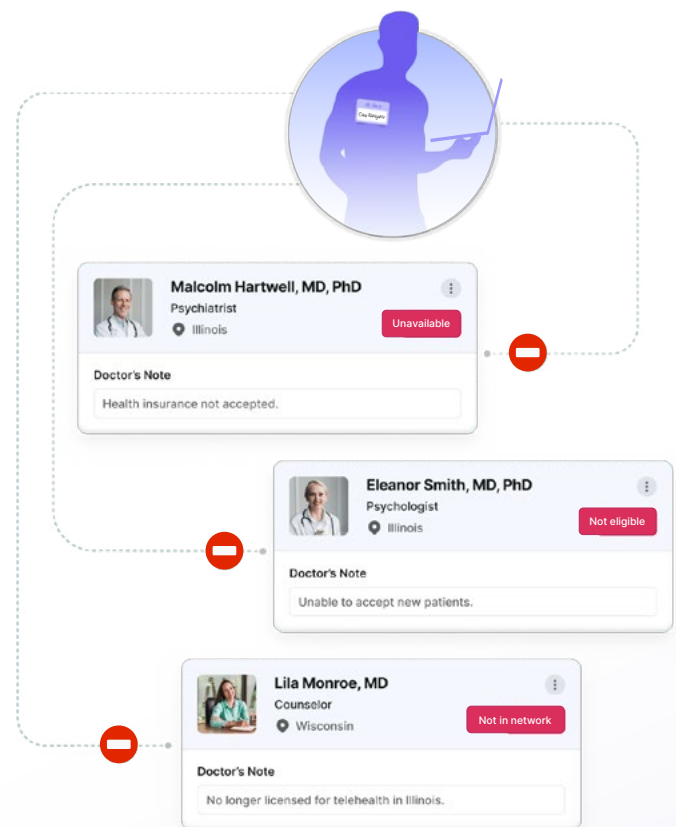 Malcolm Hartwell, MD, PhD
Psychiatrist
Illinois
Unavailable
Doctor's Note
Health insurance not accepted.
Eleanor Smith, MD, PhD
Psychologist
Illinois
Not eligible
Doctor's Note
Unable to accept new patients.
Lila Monroe, MD
Counselor
Wisconsin
Not in network
Doctor's Note
No longer licensed for telehealth in Illinois.